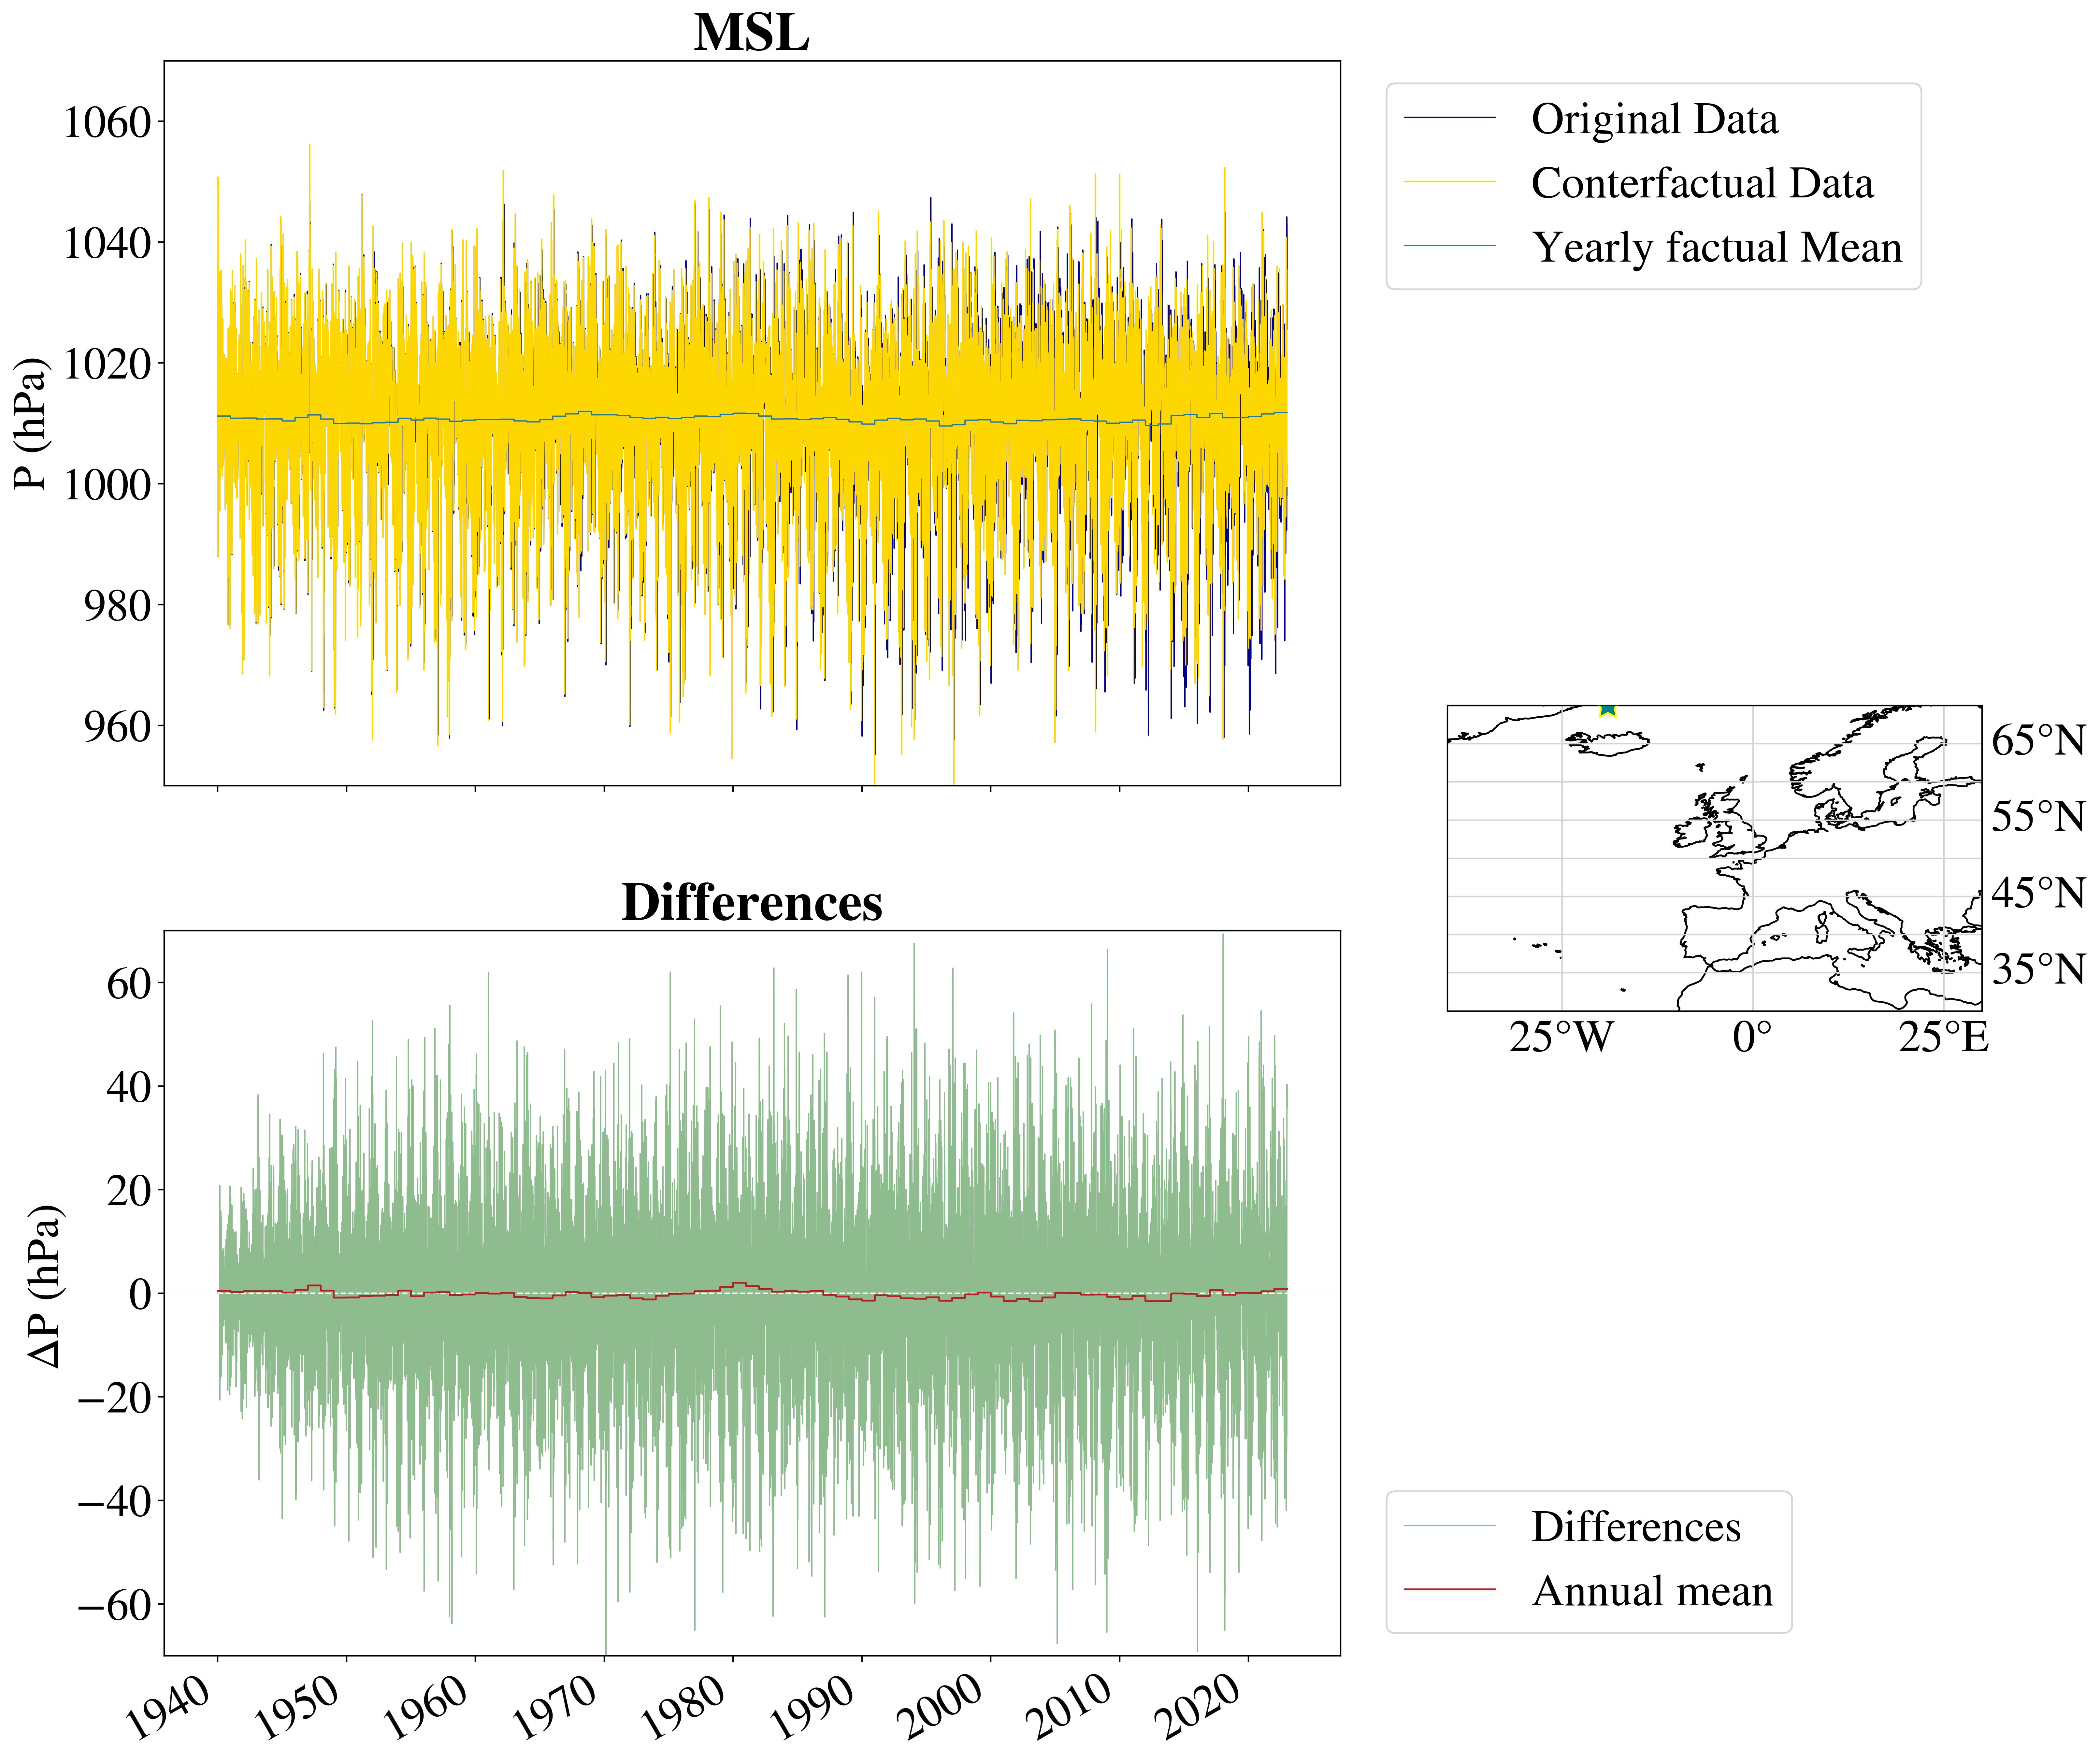 MSL
P (hPa)
1060
1040
1020
1000
980
960
Original Data
Conterfactual Data
Yearly factual Mean
65°N
55°N
45°N
35°N
25°W 0° 25°E
Differences
ΔP (hPa)
60
40
20
0
−20
−40
−60
1940 1950 1960 1970 1980 1990 2000 2010 2020
Differences
Annual mean